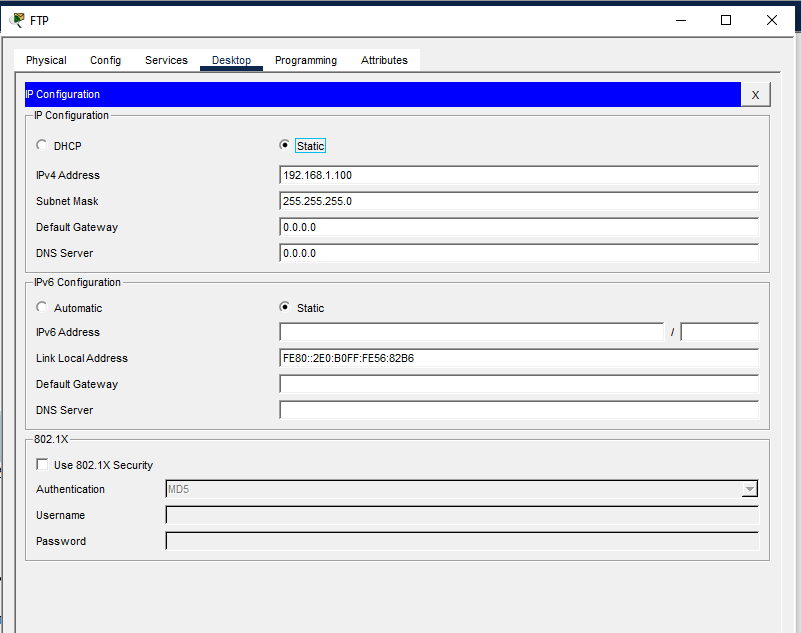 FTP
Physical Config Services Desktop Programming Attributes
IP Configuration
X
IP Configuration
DHCP Static
IPv4 Address 192.168.1.100
Subnet Mask 255.255.255.0
Default Gateway 0.0.0.0
DNS Server 0.0.0.0
IPv6 Configuration
Automatic Static
IPv6 Address /
Link Local Address FE80::2E0:B0FF:FE56:82B6
Default Gateway
DNS Server
802.1X
Use 802.1X Security
Authentication MD5
Username
Password